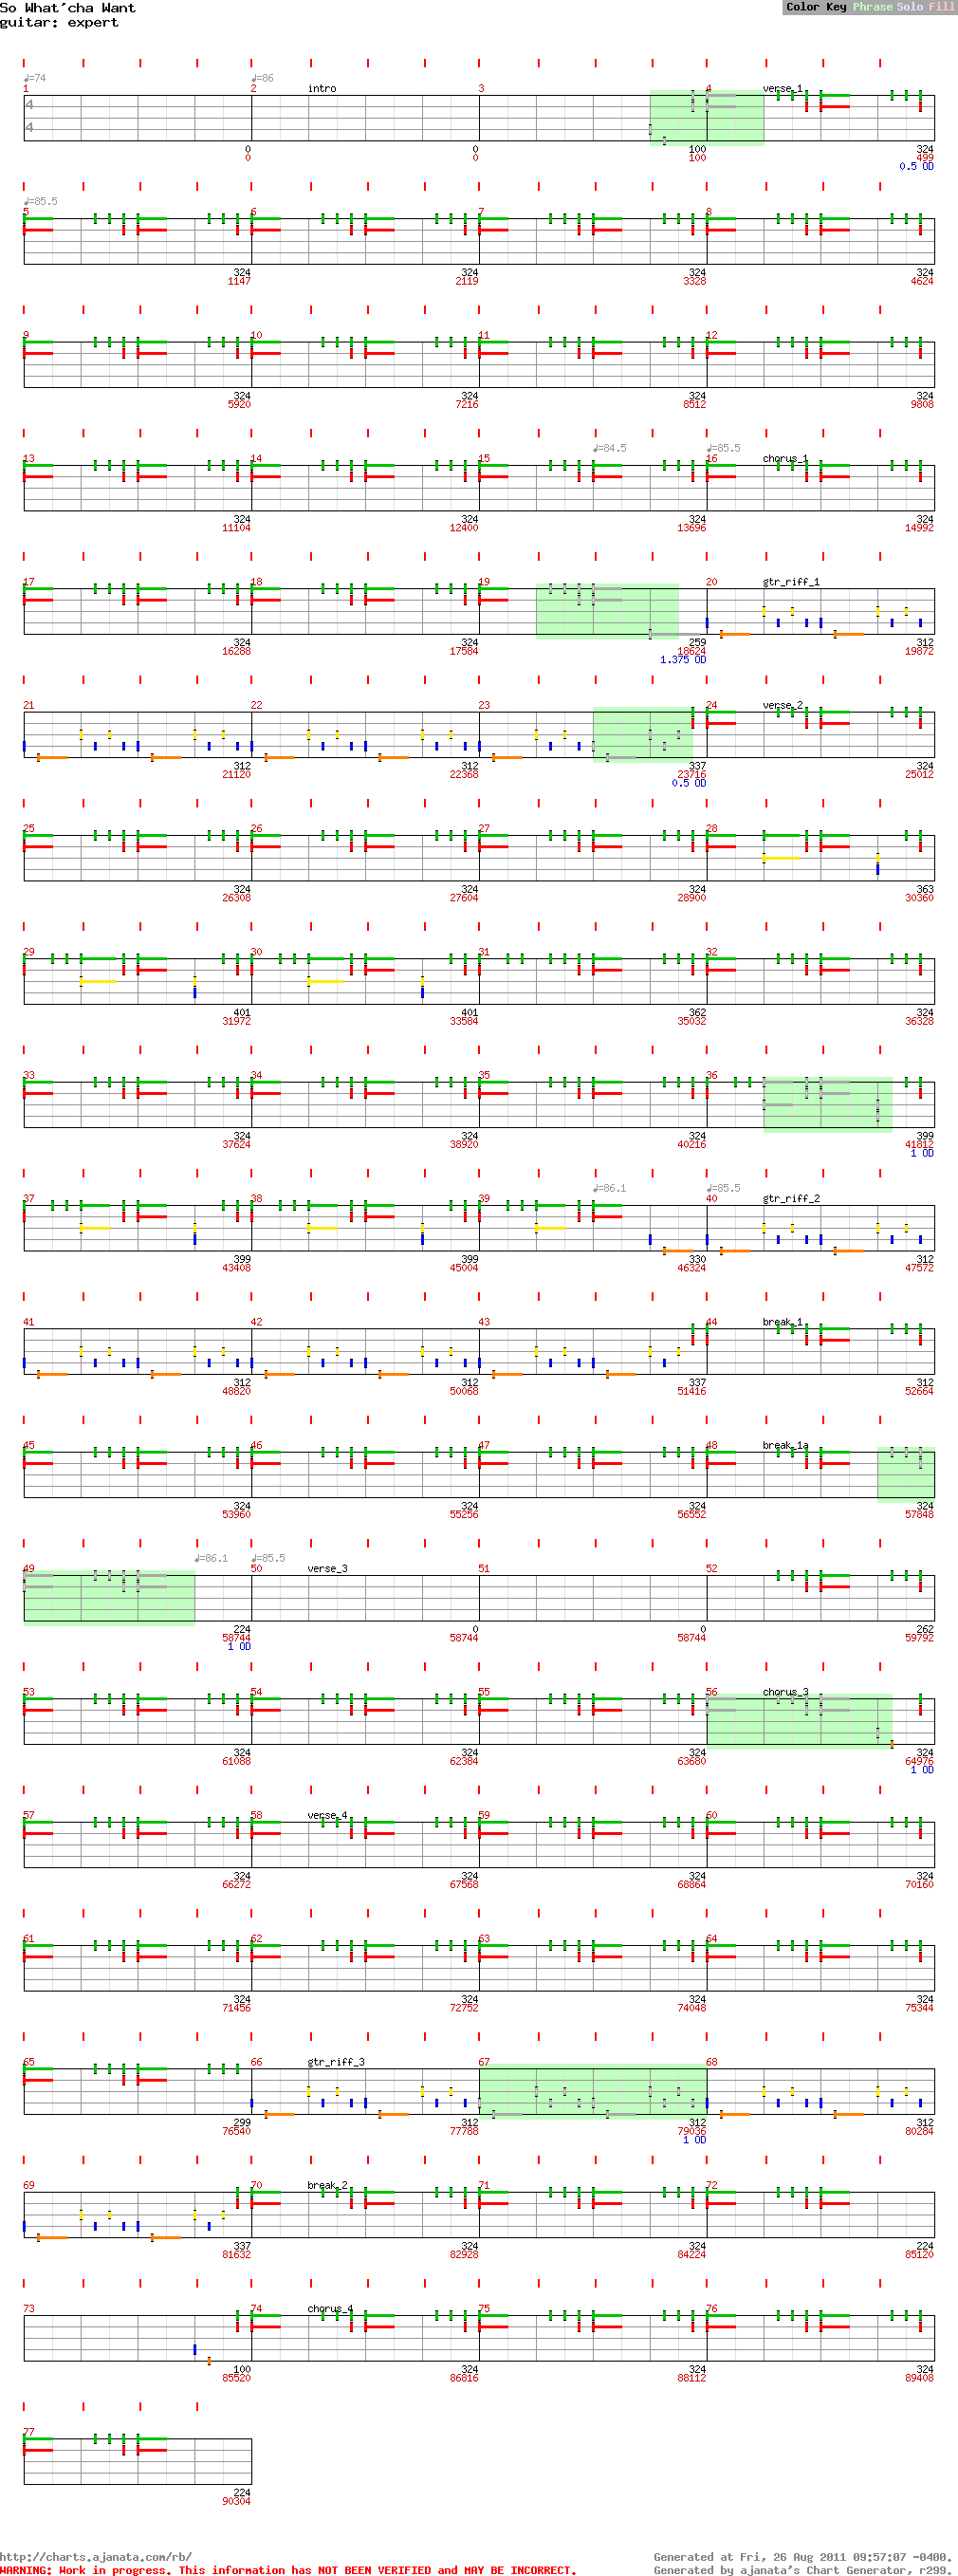 So What'cha Want
Color Key Phrase Solo Fill
guitar: expert
♩=74 ♩=86
1 2 intro 3 4 verse_1
4
4
0 0 100 324
0 0 100 499
0.5 OD
♩=85.5
5 6 7 8
324 324 324 324
1147 2119 3328 4624
9 10 11 12
324 324 324 324
5920 7216 8512 9808
♩=84.5 ♩=85.5
13 14 15 16 chorus_1
324 324 324 324
11104 12400 13696 14992
17 18 19 20 gtr_riff_1
324 324 259 312
16288 17584 18624 19872
1.375 OD
21 22 23 24 verse_2
312 312 337 324
21120 22368 23716 25012
0.5 OD
25 26 27 28
324 324 324 363
26308 27604 28900 30360
29 30 31 32
401 401 362 324
31972 33584 35032 36328
33 34 35 36
324 324 324 399
37624 38920 40216 41812
1 OD
♩=86.1 ♩=85.5
37 38 39 40 gtr_riff_2
399 399 330 312
43408 45004 46324 47572
41 42 43 44 break_1
312 312 337 312
48820 50068 51416 52664
45 46 47 48 break_1a
324 324 324 324
53960 55256 56552 57848
♩=86.1 ♩=85.5
49 50 verse_3 51 52
224 0 0 262
58744 58744 58744 59792
1 OD
53 54 55 56 chorus_3
324 324 324 324
61088 62384 63680 64976
1 OD
57 58 verse_4 59 60
324 324 324 324
66272 67568 68864 70160
61 62 63 64
324 324 324 324
71456 72752 74048 75344
65 66 gtr_riff_3 67 68
299 312 312 312
76540 77788 79036 80284
1 OD
69 70 break_2 71 72
337 324 324 224
81632 82928 84224 85120
73 74 chorus_4 75 76
100 324 324 324
85520 86816 88112 89408
77
224
90304
http://charts.ajanata.com/rb/ Generated at Fri, 26 Aug 2011 09:57:07 -0400.
WARNING: Work in progress. This information has NOT BEEN VERIFIED and MAY BE INCORRECT. Generated by ajanata's Chart Generator, r299.